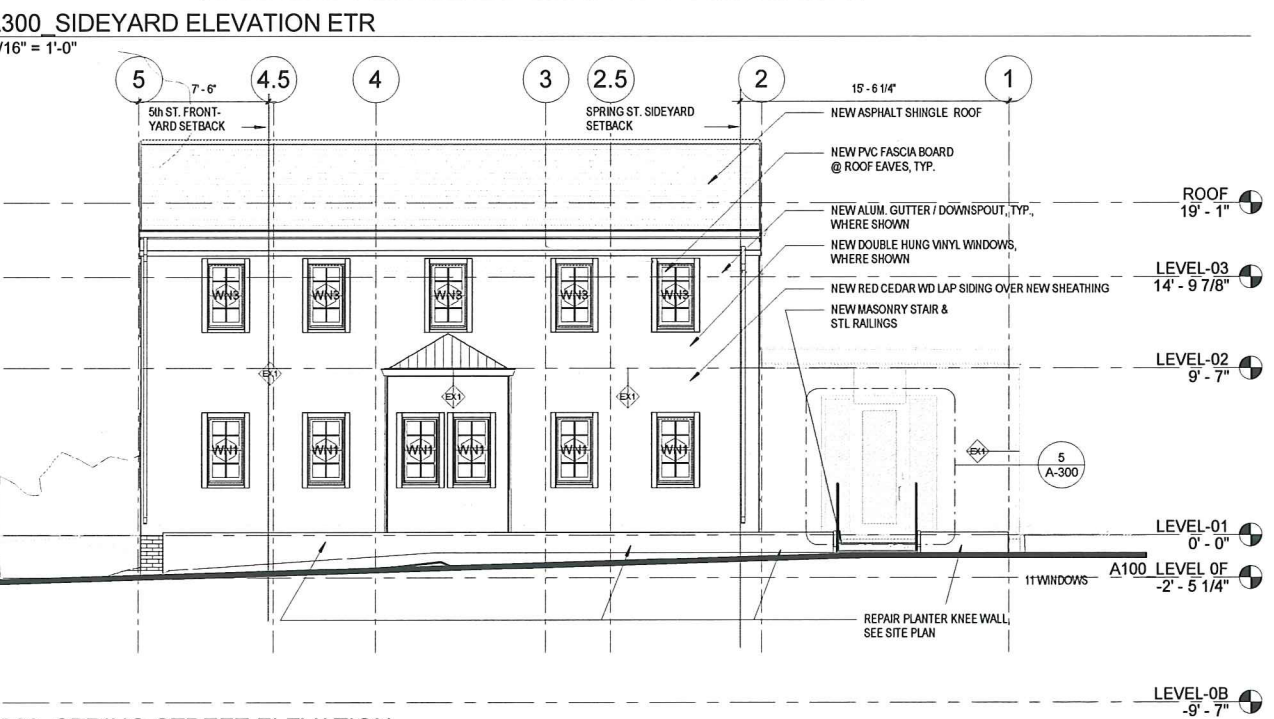 300_SIDEYARD ELEVATION ETR
/16" = 1'-0"
5
4.5
4
3
2.5
2
1
7' - 6"
15' - 6 1/4"
5th ST. FRONT-
YARD SETBACK
SPRING ST. SIDEYARD
SETBACK
NEW ASPHALT SHINGLE ROOF
NEW PVC FASCIA BOARD
@ ROOF EAVES, TYP.
ROOF
19' - 1"
NEW ALUM. GUTTER / DOWNSPOUT, TYP.,
WHERE SHOWN
NEW DOUBLE HUNG VINYL WINDOWS,
WHERE SHOWN
LEVEL-03
14' - 9 7/8"
NEW RED CEDAR WD LAP SIDING OVER NEW SHEATHING
NEW MASONRY STAIR &
STL RAILINGS
WN3
WN3
WN3
WN3
WN3
LEVEL-02
9' - 7"
EX1
EX1
EX1
WN1
WN1
WN1
WN1
WN1
WN1
EX1
5
A-300
LEVEL-01
0' - 0"
A100_LEVEL 0F
-2' - 5 1/4"
11 WINDOWS
REPAIR PLANTER KNEE WALL,
SEE SITE PLAN
LEVEL-0B
-9' - 7"